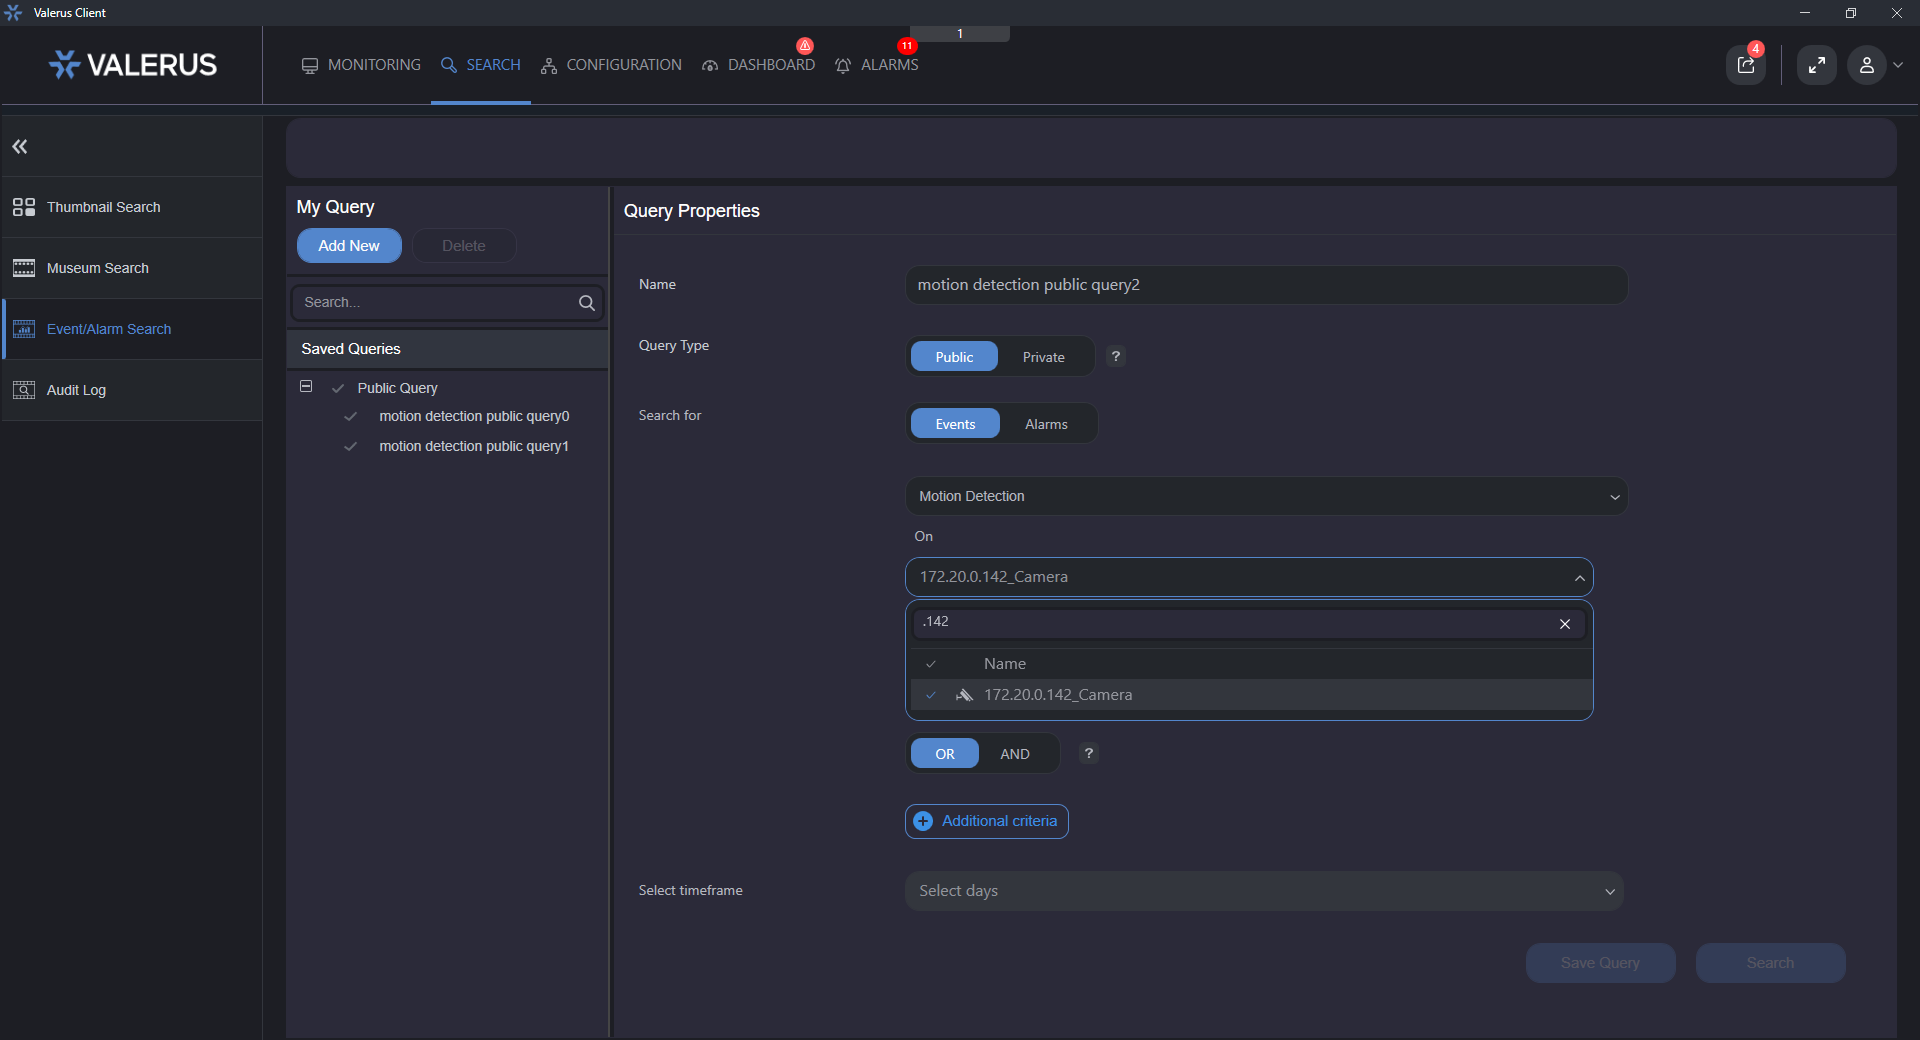 Valerus Client
VALERUS
MONITORING
SEARCH
CONFIGURATION
DASHBOARD
11
ALARMS
1
4
Thumbnail Search
Museum Search
Event/Alarm Search
Audit Log
My Query
Add New
Delete
Search...
Saved Queries
Public Query
motion detection public query0
motion detection public query1
Query Properties
Name
motion detection public query2
Query Type
Public
Private
?
Search for
Events
Alarms
Motion Detection
On
172.20.0.142_Camera
.142
Name
172.20.0.142_Camera
OR
AND
?
Additional criteria
Select timeframe
Select days
Save Query
Search